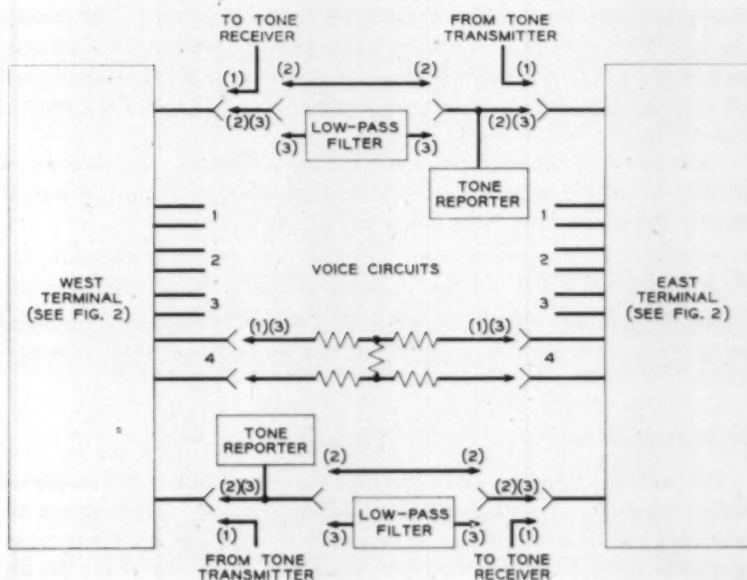 TO TONE
RECEIVER
FROM TONE
TRANSMITTER
(1)
(2)
(2)
(1)
(2)(3)
(3)
LOW-PASS
FILTER
(3)
(2)(3)
TONE
REPORTER
1
1
2
VOICE CIRCUITS
2
WEST
TERMINAL
(SEE FIG. 2)
EAST
TERMINAL
(SEE FIG. 2)
3
3
(1)(3)
(1)(3)
4
4
TONE
REPORTER
(2)
(2)
(2)(3)
(2)(3)
(1)
(3)
LOW-PASS
FILTER
(3)
(1)
FROM TONE
TRANSMITTER
TO TONE
RECEIVER